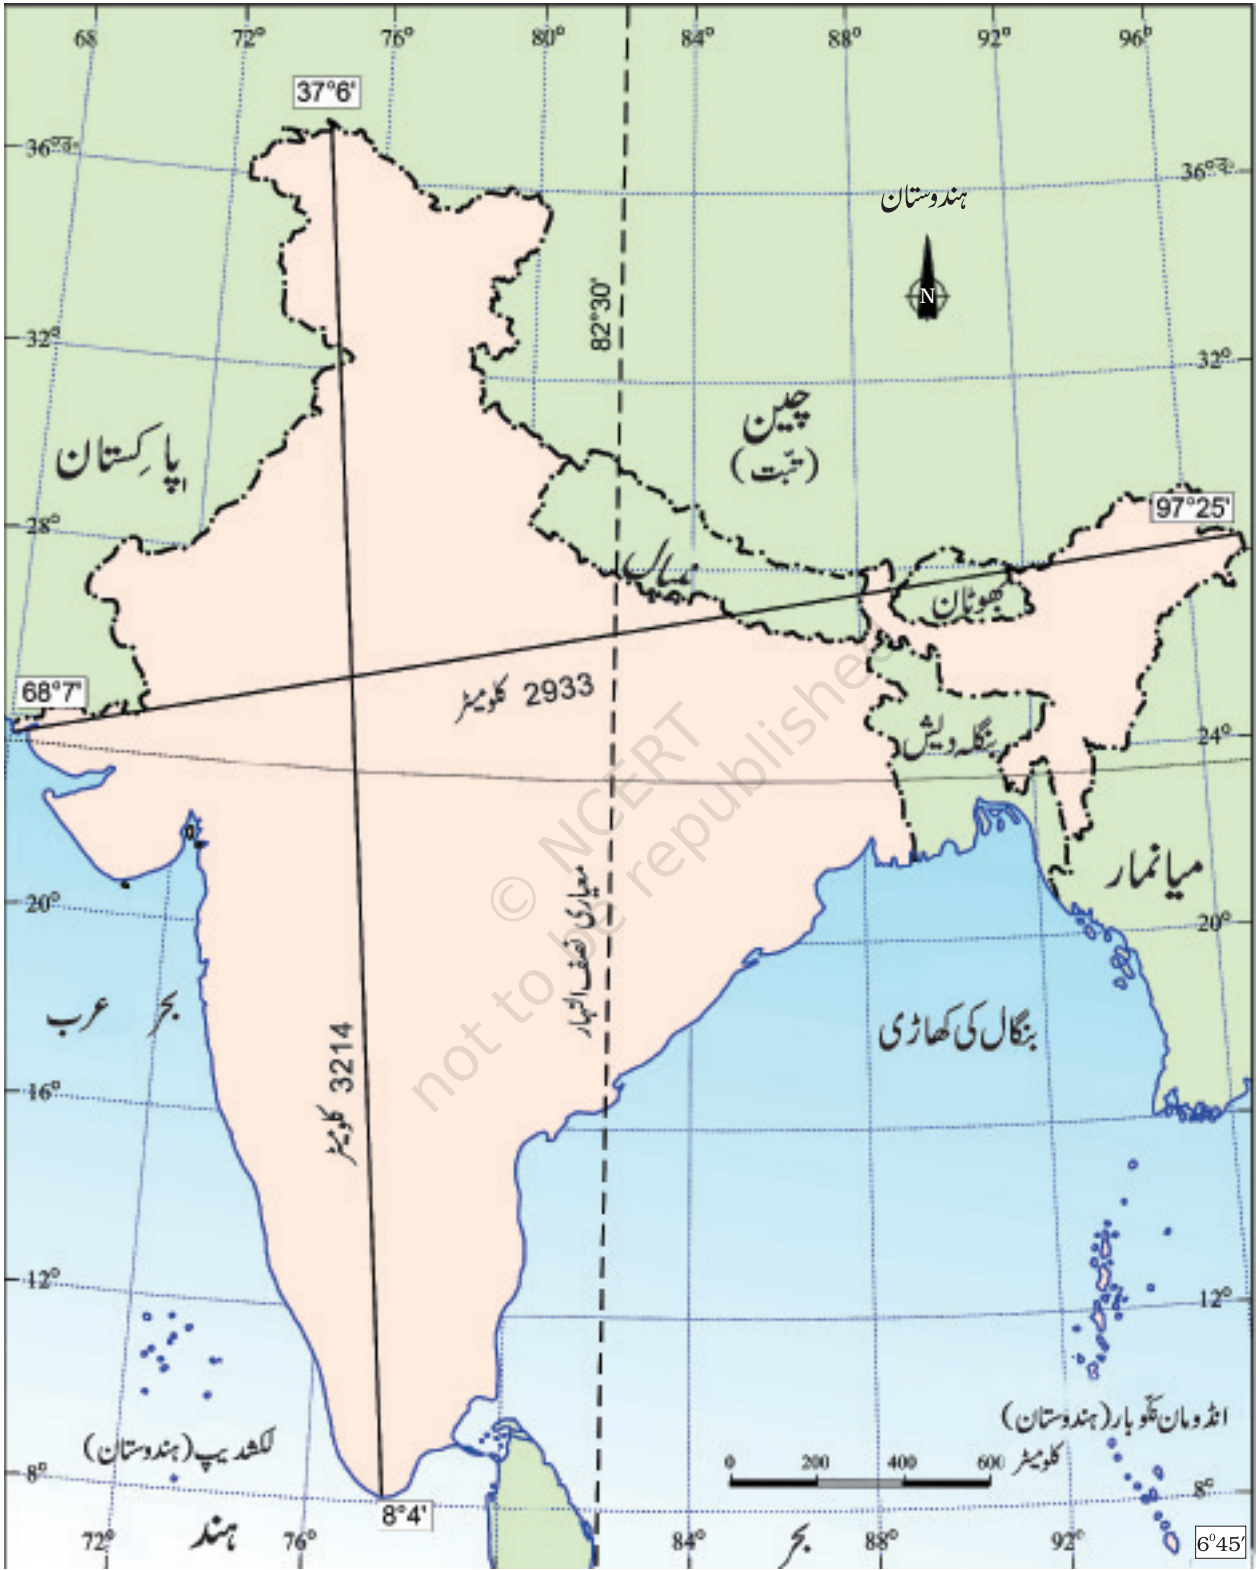 68° 72° 76° 80° 84° 88° 92° 96°
37°6'
36° उ.
36° उ.
ہندوستان
N
82°30'
32°
32°
چین
(تبّت)
پاکستان
97°25'
28°
نیپال
بھوٹان
68°7'
2933 کلومیٹر
بنگلہ دیش
24°
© NCERT
not to be republished
میانمار
معیاری نصف النہار
20°
20°
بحر عرب
بنگال کی کھاڑی
3214 کلومیٹر
16°
12°
12°
انڈومان نکّوبار (ہندوستان)
لکشدیپ (ہندوستان)
0 200 400 600 کلومیٹر
8°
8°
8°4'
72° ہند 76° 84° بحر 88° 92°
6°45'